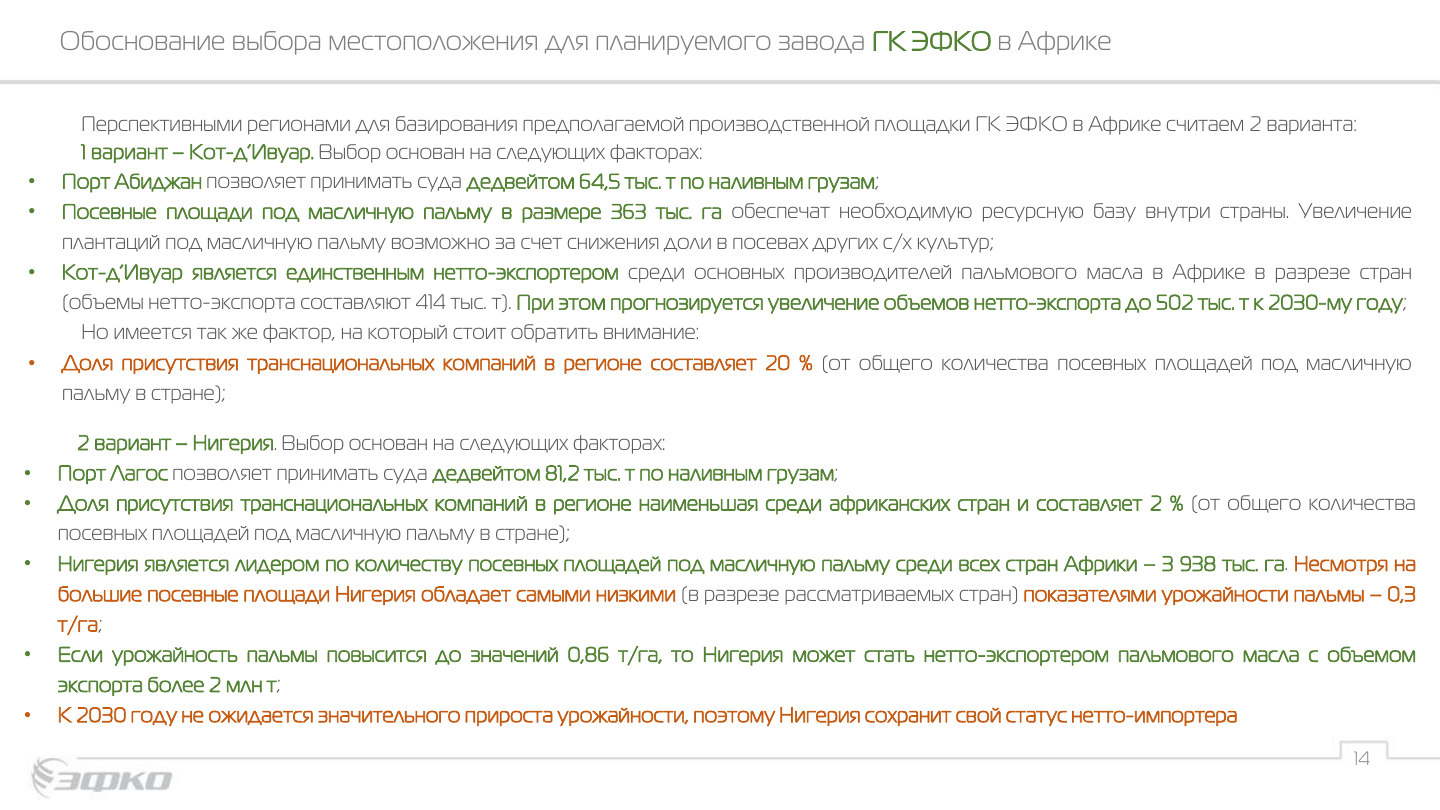 Обоснование выбора местоположения для планируемого завода ГК ЭФКО в Африке
Перспективными регионами для базирования предполагаемой производственной площадки ГК ЭФКО в Африке считаем 2 варианта:
1 вариант – Кот-д’Ивуар. Выбор основан на следующих факторах:
• Порт Абиджан позволяет принимать суда дедвейтом 64,5 тыс. т по наливным грузам;
• Посевные площади под масличную пальму в размере 363 тыс. га обеспечат необходимую ресурсную базу внутри страны. Увеличение
плантаций под масличную пальму возможно за счет снижения доли в посевах других с/х культур;
• Кот-д’Ивуар является единственным нетто-экспортером среди основных производителей пальмового масла в Африке в разрезе стран
(объемы нетто-экспорта составляют 414 тыс. т). При этом прогнозируется увеличение объемов нетто-экспорта до 502 тыс. т к 2030-му году;
Но имеется так же фактор, на который стоит обратить внимание:
• Доля присутствия транснациональных компаний в регионе составляет 20 % (от общего количества посевных площадей под масличную
пальму в стране);
2 вариант – Нигерия. Выбор основан на следующих факторах:
• Порт Лагос позволяет принимать суда дедвейтом 81,2 тыс. т по наливным грузам;
• Доля присутствия транснациональных компаний в регионе наименьшая среди африканских стран и составляет 2 % (от общего количества
посевных площадей под масличную пальму в стране);
• Нигерия является лидером по количеству посевных площадей под масличную пальму среди всех стран Африки – 3 938 тыс. га. Несмотря на
большие посевные площади Нигерия обладает самыми низкими (в разрезе рассматриваемых стран) показателями урожайности пальмы – 0,3
т/га;
• Если урожайность пальмы повысится до значений 0,86 т/га, то Нигерия может стать нетто-экспортером пальмового масла с объемом
экспорта более 2 млн т;
• К 2030 году не ожидается значительного прироста урожайности, поэтому Нигерия сохранит свой статус нетто-импортера
14
ЭФКО